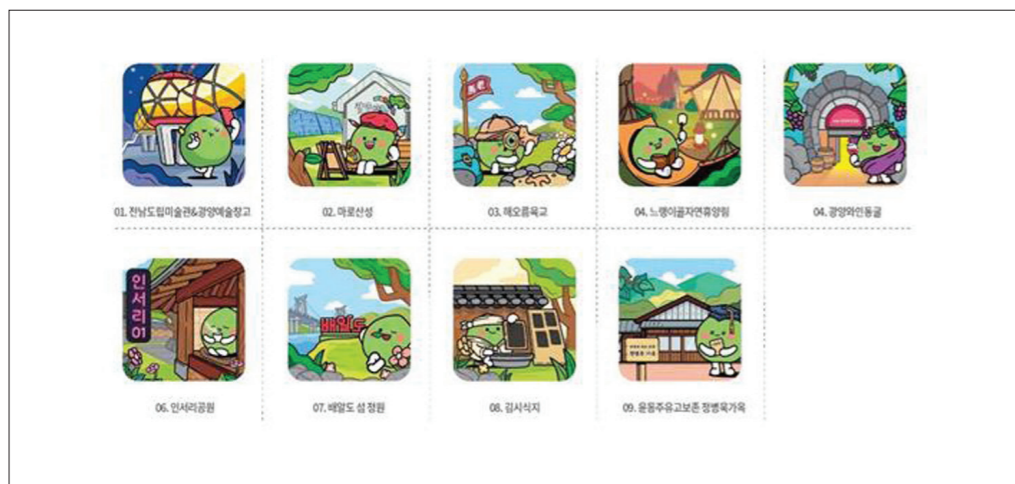 01. 전남도립미술관&광양예술창고
02. 마로산성
03. 해오름육교
04. 느랭이골자연휴양림
04. 광양와인동굴
인서리
01
배알도
06. 인서리공원
07. 배알도 섬 정원
08. 김시식지
09. 윤동주유고보존 정병욱가옥